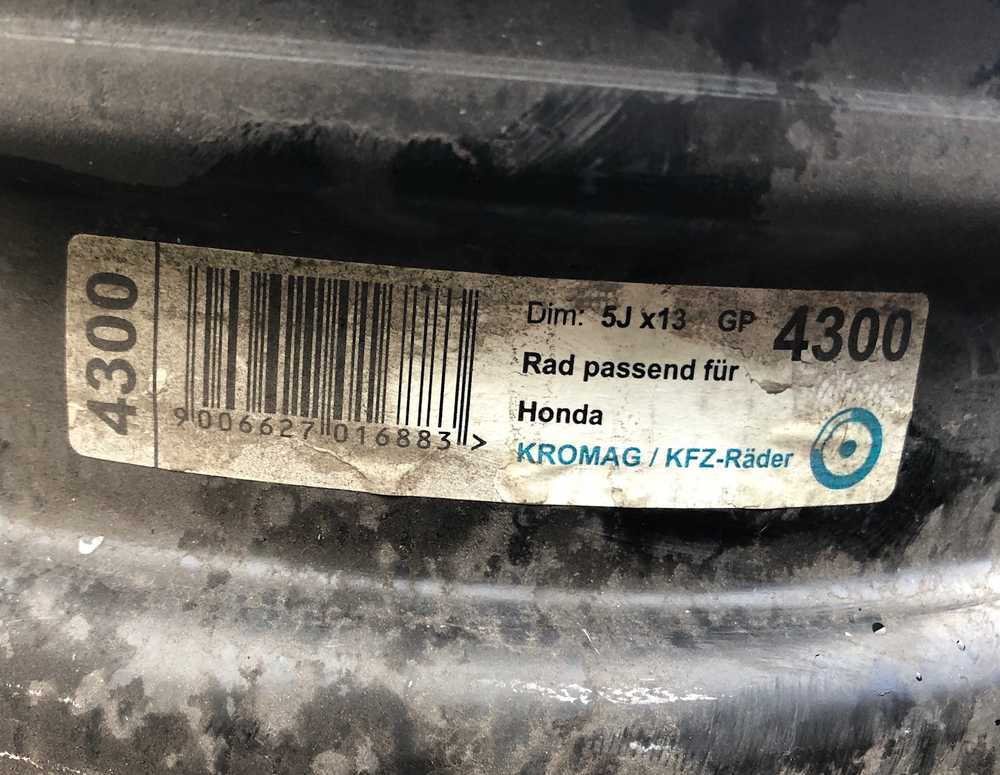 4300
9006627016883>
Dim: 5J x13 GP 4300
Rad passend für
Honda
KROMAG / KFZ-Räder